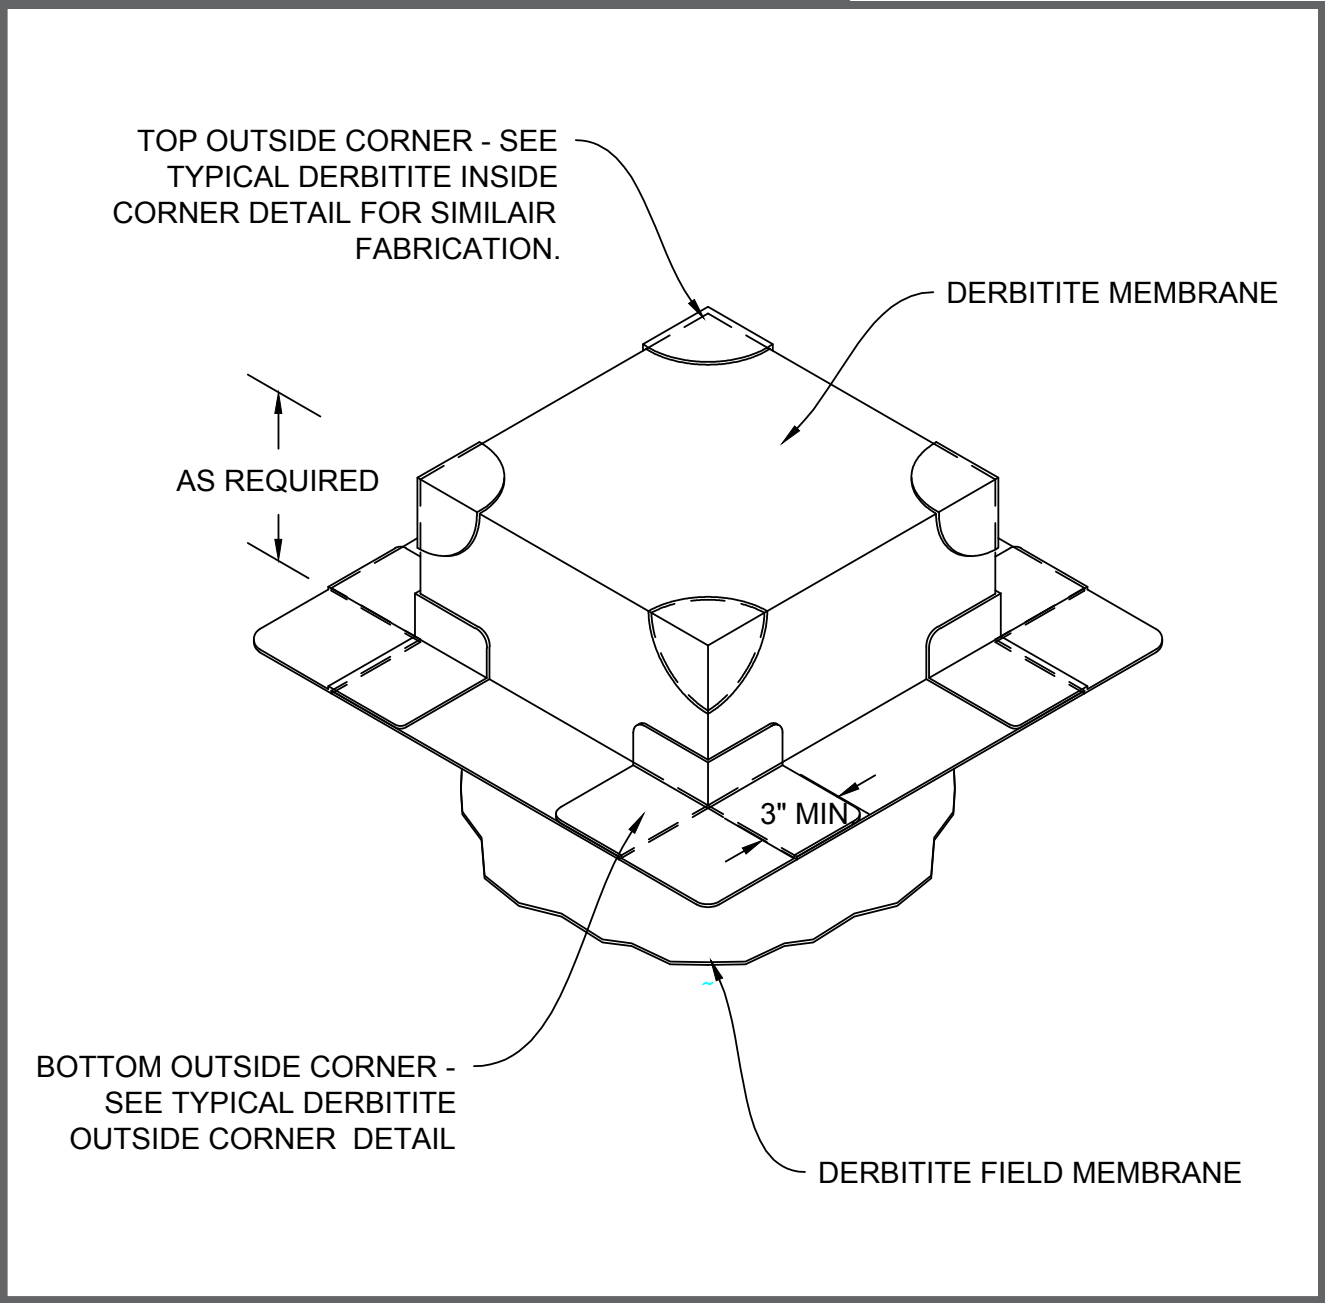 TOP OUTSIDE CORNER - SEE
TYPICAL DERBITITE INSIDE
CORNER DETAIL FOR SIMILAIR
FABRICATION.
DERBITITE MEMBRANE
AS REQUIRED
3" MIN.
BOTTOM OUTSIDE CORNER -
SEE TYPICAL DERBITITE
OUTSIDE CORNER  DETAIL
DERBITITE FIELD MEMBRANE